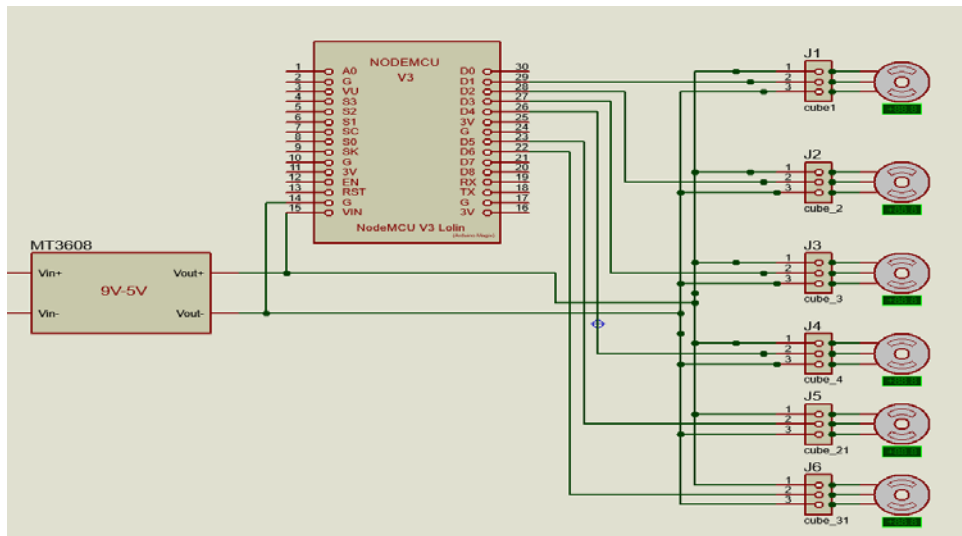 NODEMCU
V3
1 A0 D0 30
2 G D1 29
3 VU D2 28
4 S3 D3 27
5 S2 D4 26
6 S1 3V 25
7 SC G 24
8 S0 D5 23
9 SK D6 22
10 G D7 21
11 3V D8 20
12 EN RX 19
13 RST TX 18
14 G G 17
15 VIN 3V 16
NodeMCU V3 Lolin
(Arduino Magix)
MT3608
Vin+ Vout+
9V-5V
Vin- Vout-
J1
1
2
3
cube1
J2
1
2
3
cube_2
J3
1
2
3
cube_3
J4
1
2
3
cube_4
J5
1
2
3
cube_21
J6
1
2
3
cube_31